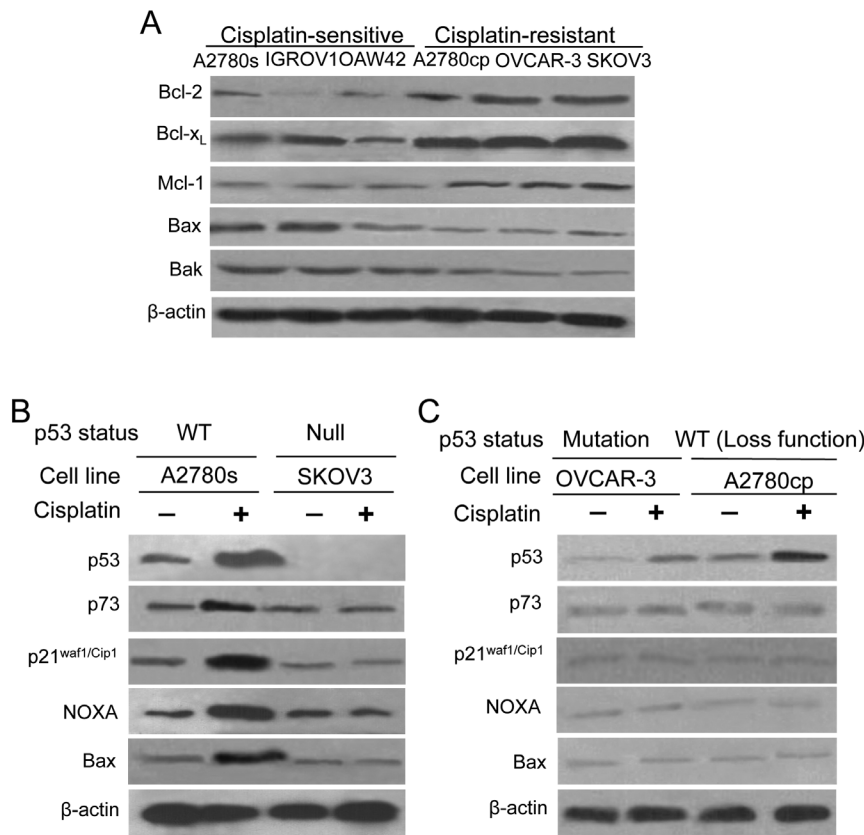 A
Cisplatin-sensitive Cisplatin-resistant
A2780s IGROV1OAW42 A2780cp OVCAR-3 SKOV3
Bcl-2
Bcl-xL
Mcl-1
Bax
Bak
β-actin
B
p53 status WT Null
Cell line A2780s SKOV3
Cisplatin – + – +
p53
p73
p21waf1/Cip1
NOXA
Bax
β-actin
C
p53 status Mutation WT (Loss function)
Cell line OVCAR-3 A2780cp
Cisplatin – + – +
p53
p73
p21waf1/Cip1
NOXA
Bax
β-actin